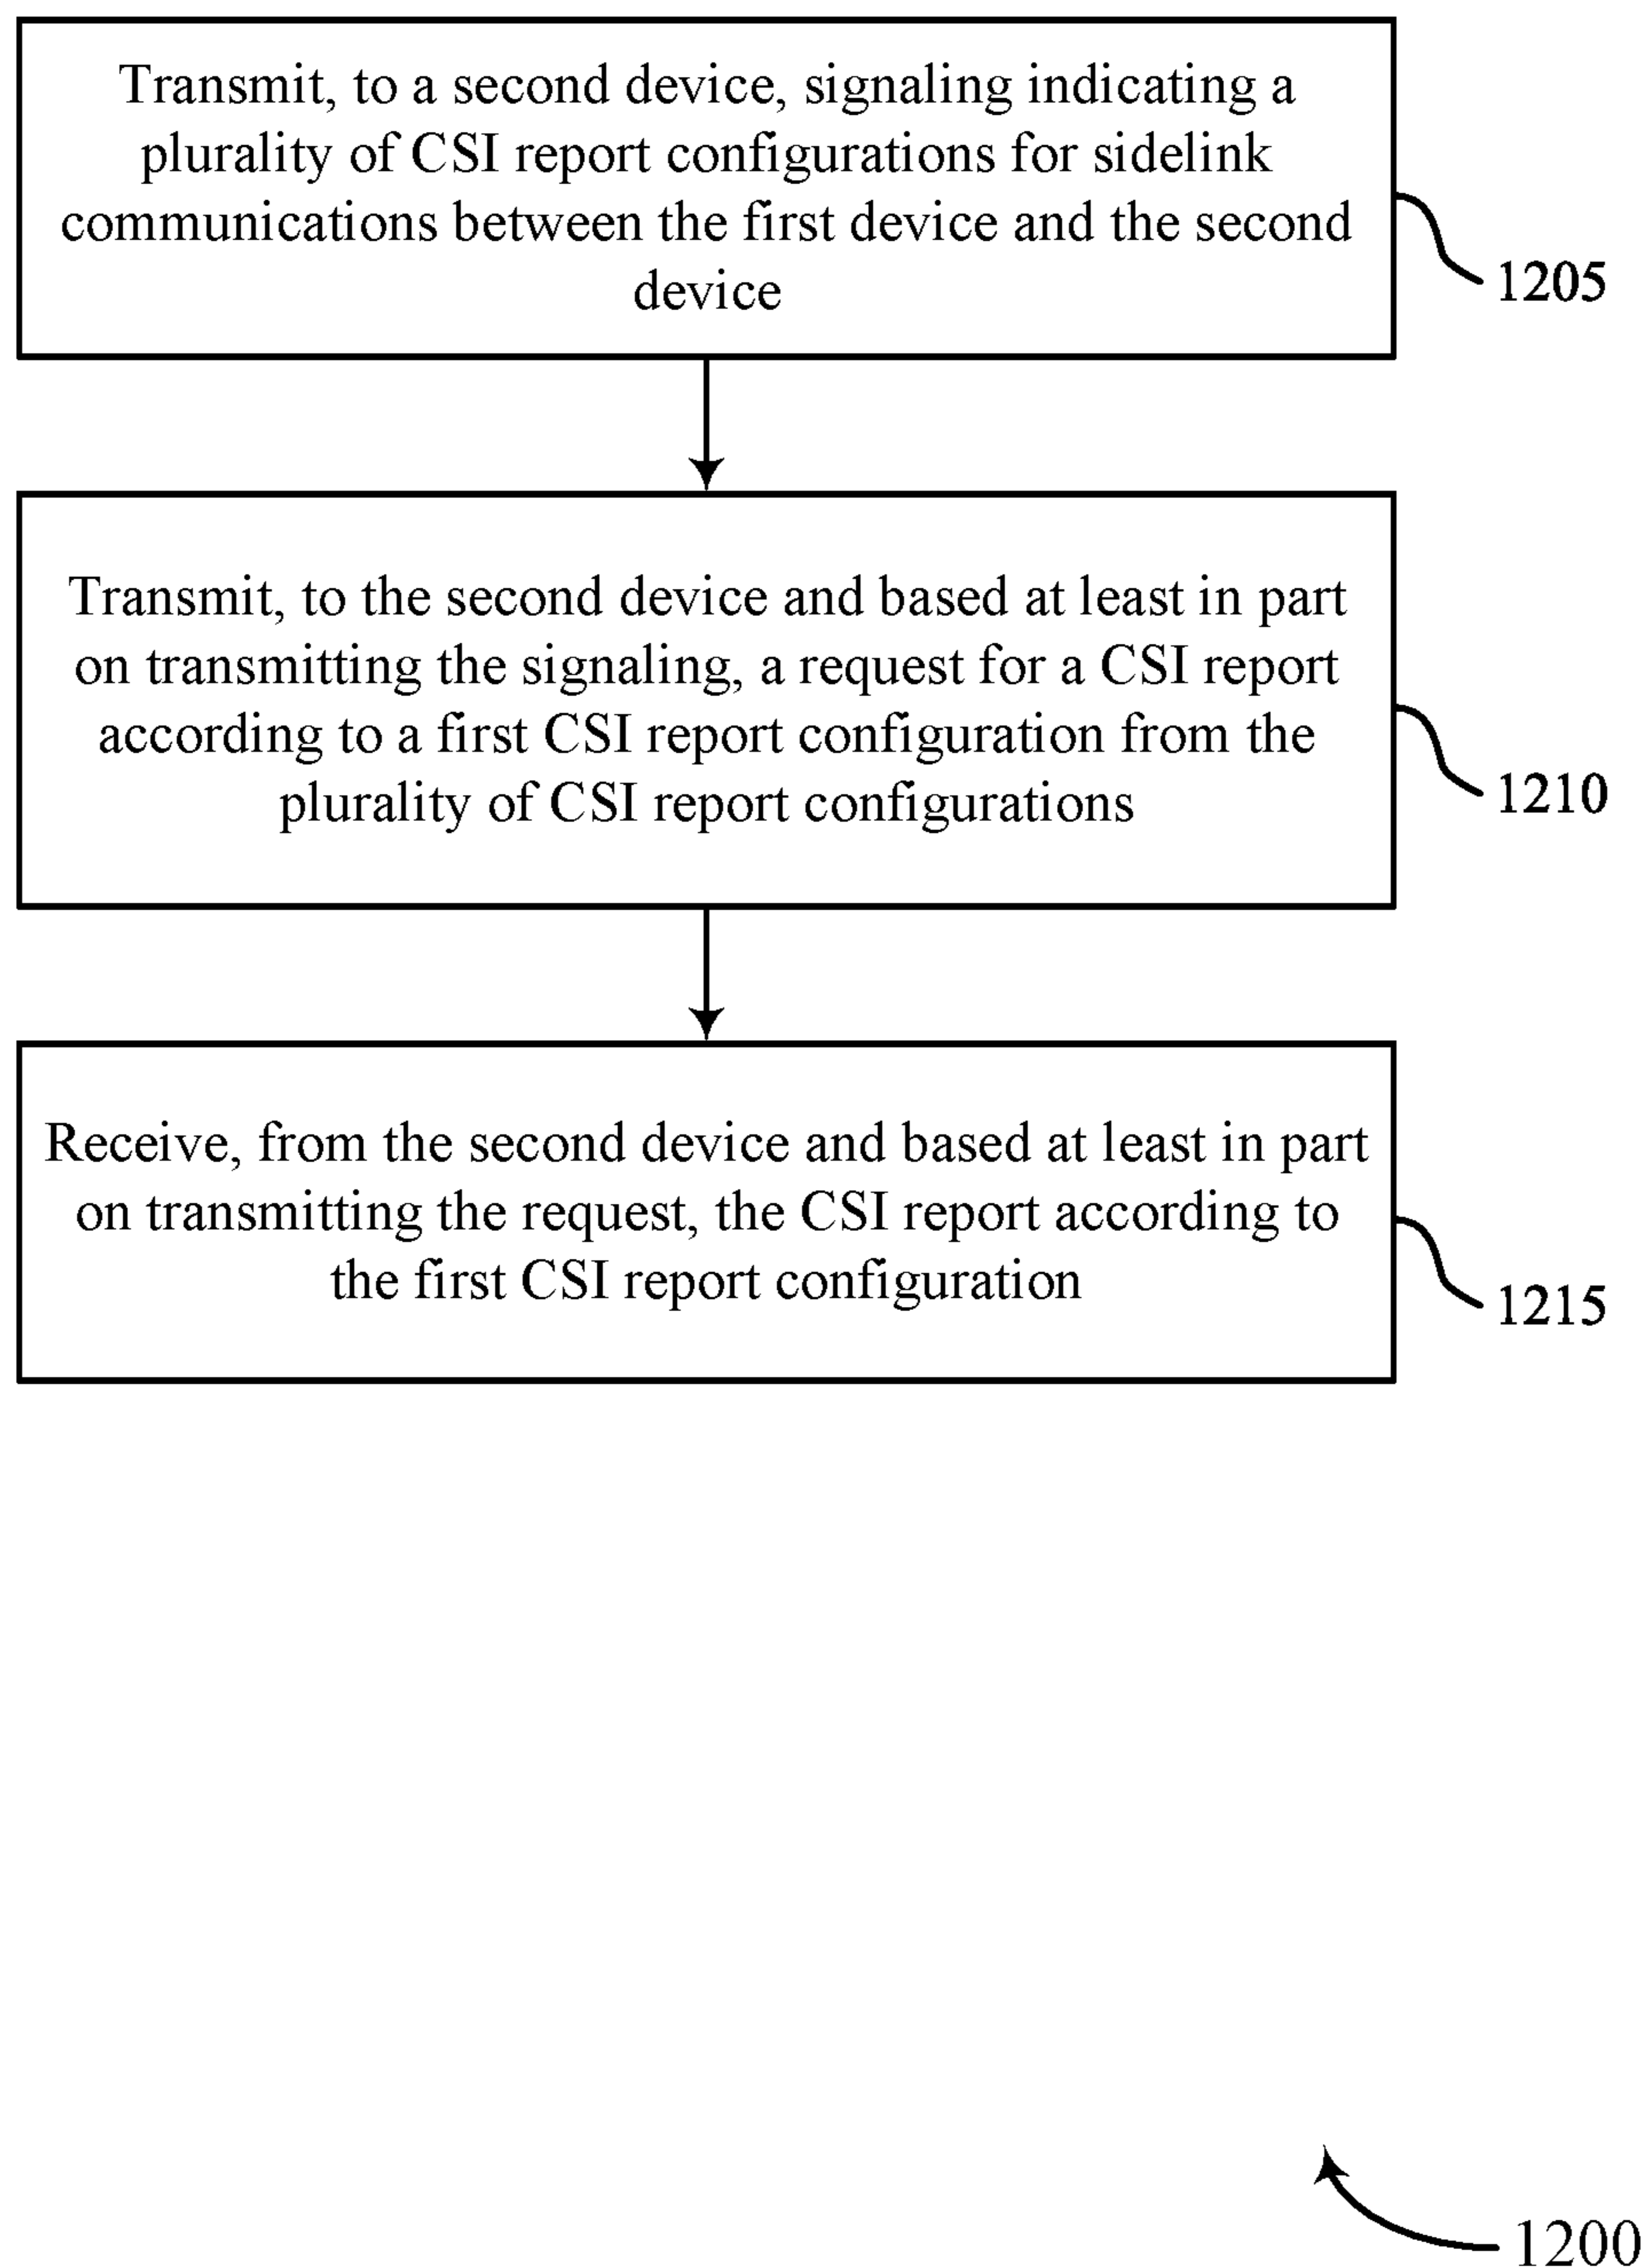 Transmit, to a second device, signaling indicating a
plurality of CSI report configurations for sidelink
communications between the first device and the second
device
1205
Transmit, to the second device and based at least in part
on transmitting the signaling, a request for a CSI report
according to a first CSI report configuration from the
plurality of CSI report configurations
1210
Receive, from the second device and based at least in part
on transmitting the request, the CSI report according to
the first CSI report configuration
1215
1200